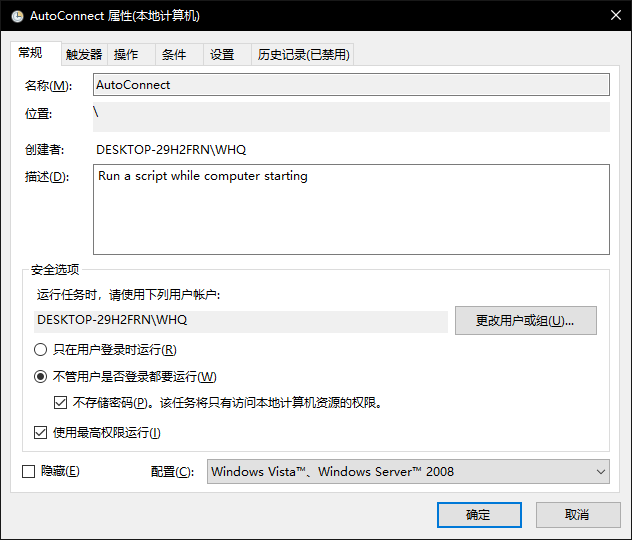 AutoConnect 属性(本地计算机)
常规 触发器 操作 条件 设置 历史记录(已禁用)
名称(M): AutoConnect
位置: \
创建者: DESKTOP-29H2FRN\WHQ
描述(D): Run a script while computer starting
安全选项
运行任务时，请使用下列用户帐户:
DESKTOP-29H2FRN\WHQ 更改用户或组(U)...
只在用户登录时运行(R)
不管用户是否登录都要运行(W)
不存储密码(P)。该任务将只有访问本地计算机资源的权限。
使用最高权限运行(I)
隐藏(E) 配置(C): Windows Vista™、Windows Server™ 2008
确定 取消